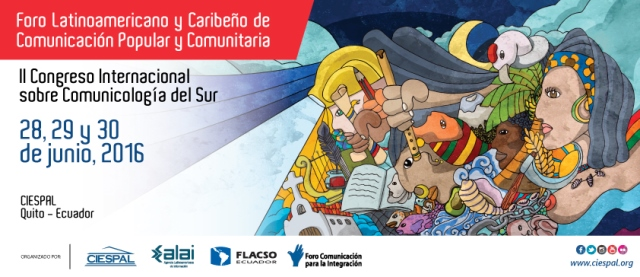 Foro Latinoamericano y Caribeño de
Comunicación Popular y Comunitaria
II Congreso Internacional
sobre Comunicología del Sur
28, 29 y 30
de junio, 2016
CIESPAL
Quito - Ecuador
ORGANIZADO POR:
CIESPAL
alai
FLACSO
ECUADOR
Foro Comunicación
para la Integración
www.ciespal.org